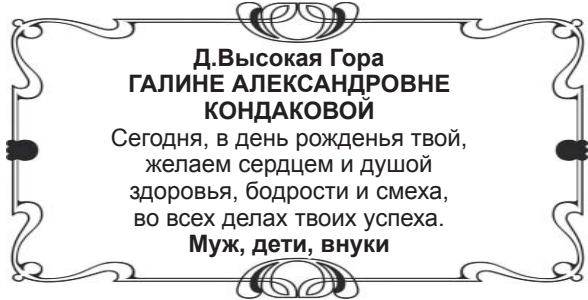 Д.Высокая Гора
ГАЛИНЕ АЛЕКСАНДРОВНЕ
КОНДАКОВОЙ
Сегодня, в день рожденья твой,
желаем сердцем и душой
здоровья, бодрости и смеха,
во всех делах твоих успеха.
Муж, дети, внуки